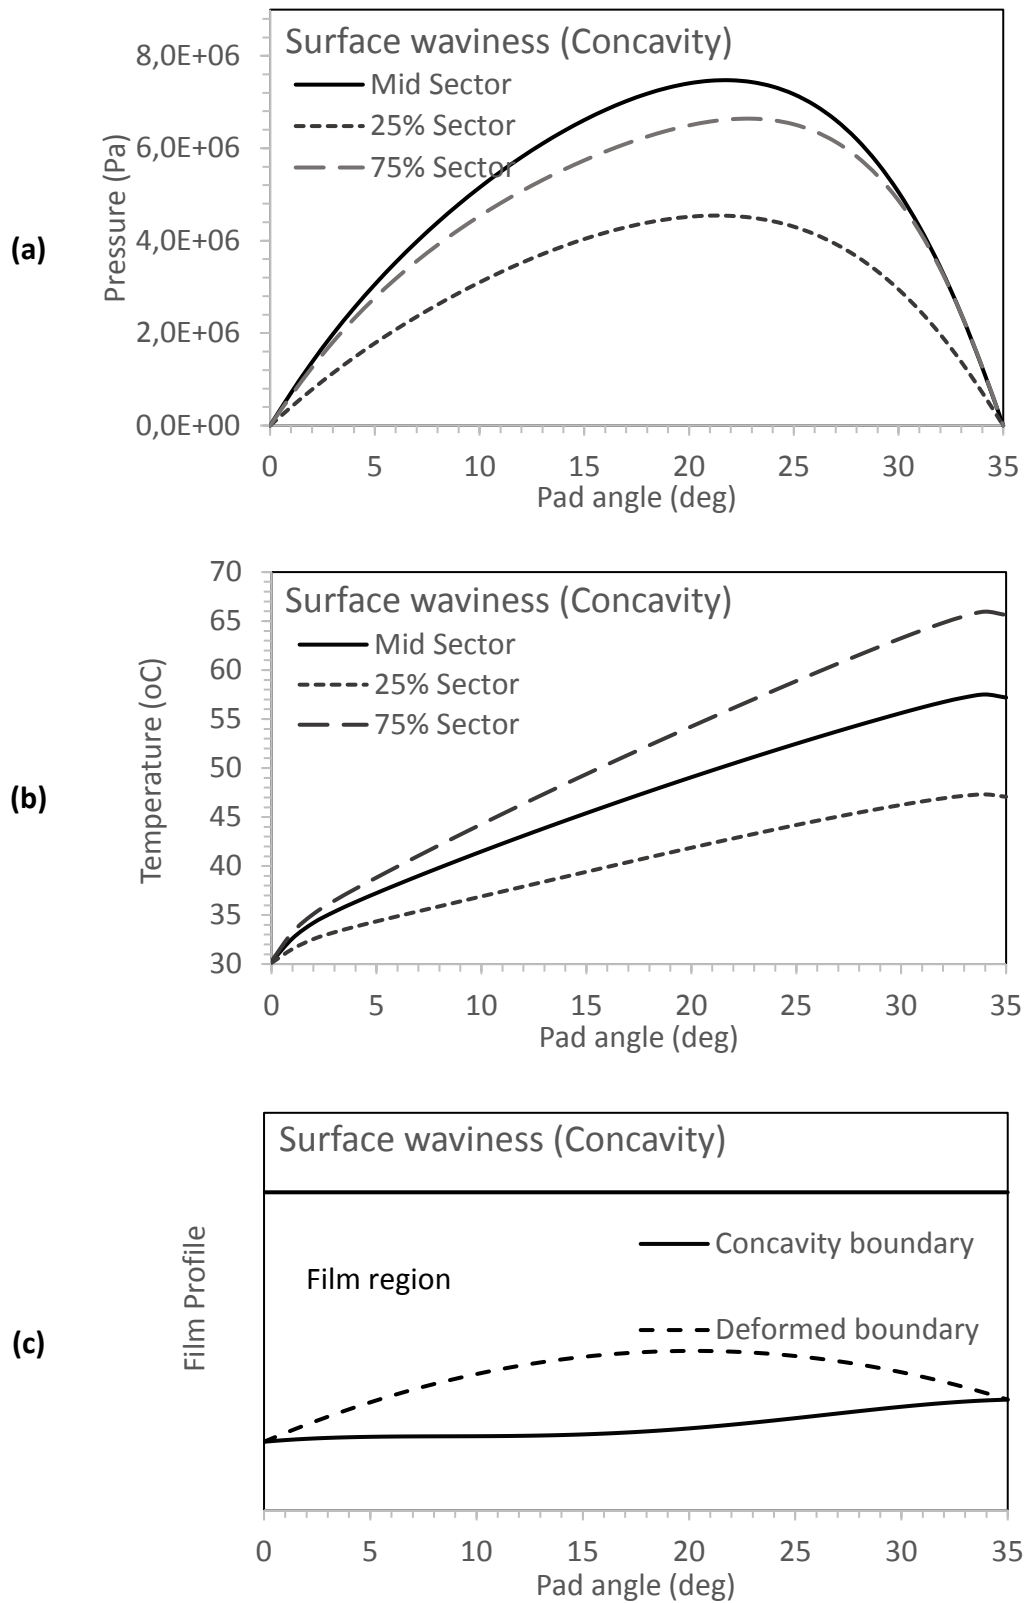 (a)
Surface waviness (Concavity)
Mid Sector
25% Sector
75% Sector
Pressure (Pa)
8,0E+06
6,0E+06
4,0E+06
2,0E+06
0,0E+00
0 5 10 15 20 25 30 35
Pad angle (deg)
(b)
Surface waviness (Concavity)
Mid Sector
25% Sector
75% Sector
Temperature (oC)
70
65
60
55
50
45
40
35
30
0 5 10 15 20 25 30 35
Pad angle (deg)
(c)
Surface waviness (Concavity)
Concavity boundary
Film region
Deformed boundary
Film Profile
0 5 10 15 20 25 30 35
Pad angle (deg)